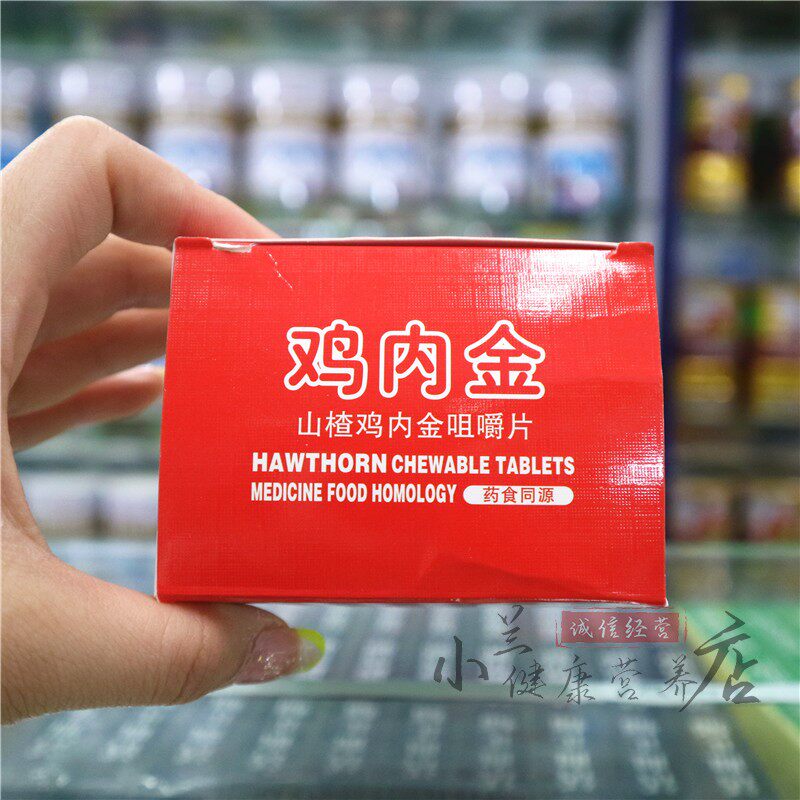 鸡内金
山楂鸡内金咀嚼片
HAWTHORN CHEWABLE TABLETS
MEDICINE FOOD HOMOLOGY 药食同源
诚信经营
小兰健康营养店